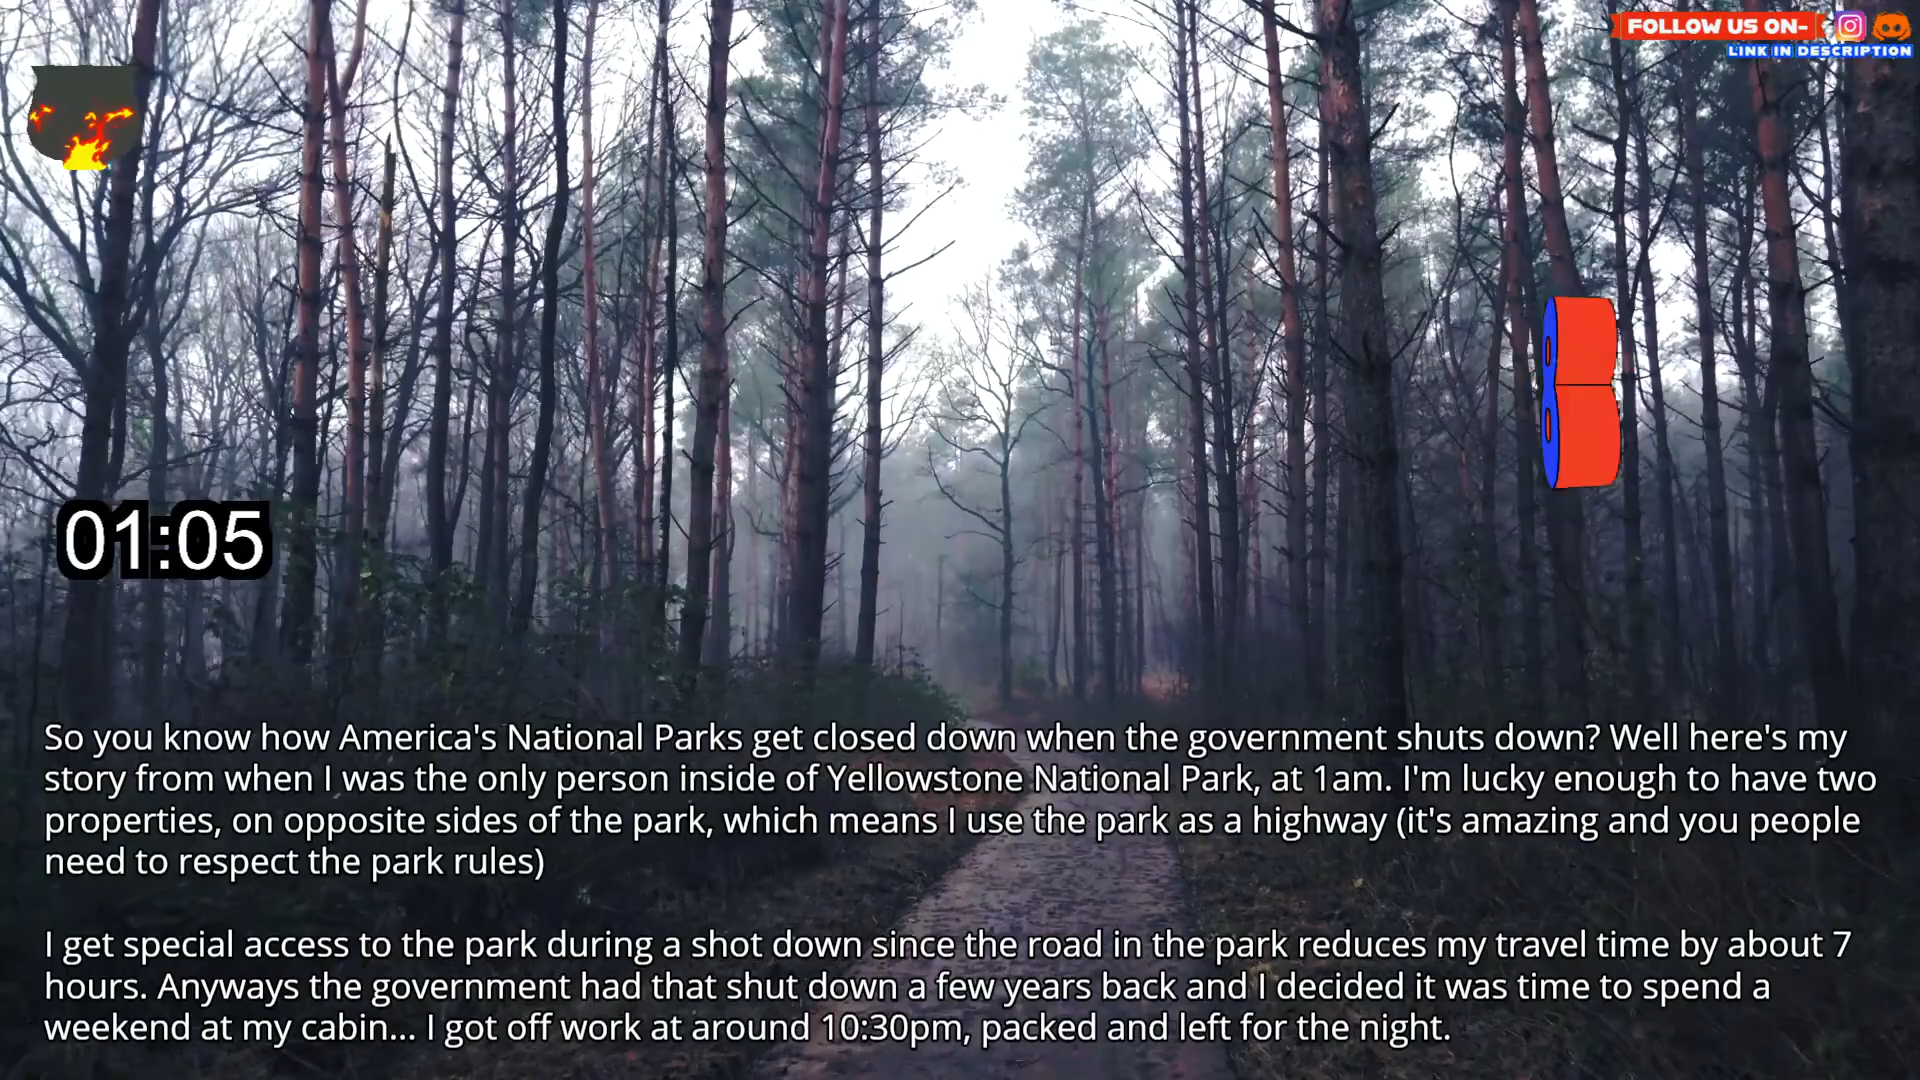 FOLLOW US ON-
LINK IN DESCRIPTION
01:05
So you know how America's National Parks get closed down when the government shuts down? Well here's my
story from when I was the only person inside of Yellowstone National Park, at 1am. I'm lucky enough to have two
properties, on opposite sides of the park, which means I use the park as a highway (it's amazing and you people
need to respect the park rules)
I get special access to the park during a shot down since the road in the park reduces my travel time by about 7
hours. Anyways the government had that shut down a few years back and I decided it was time to spend a
weekend at my cabin... I got off work at around 10:30pm, packed and left for the night.